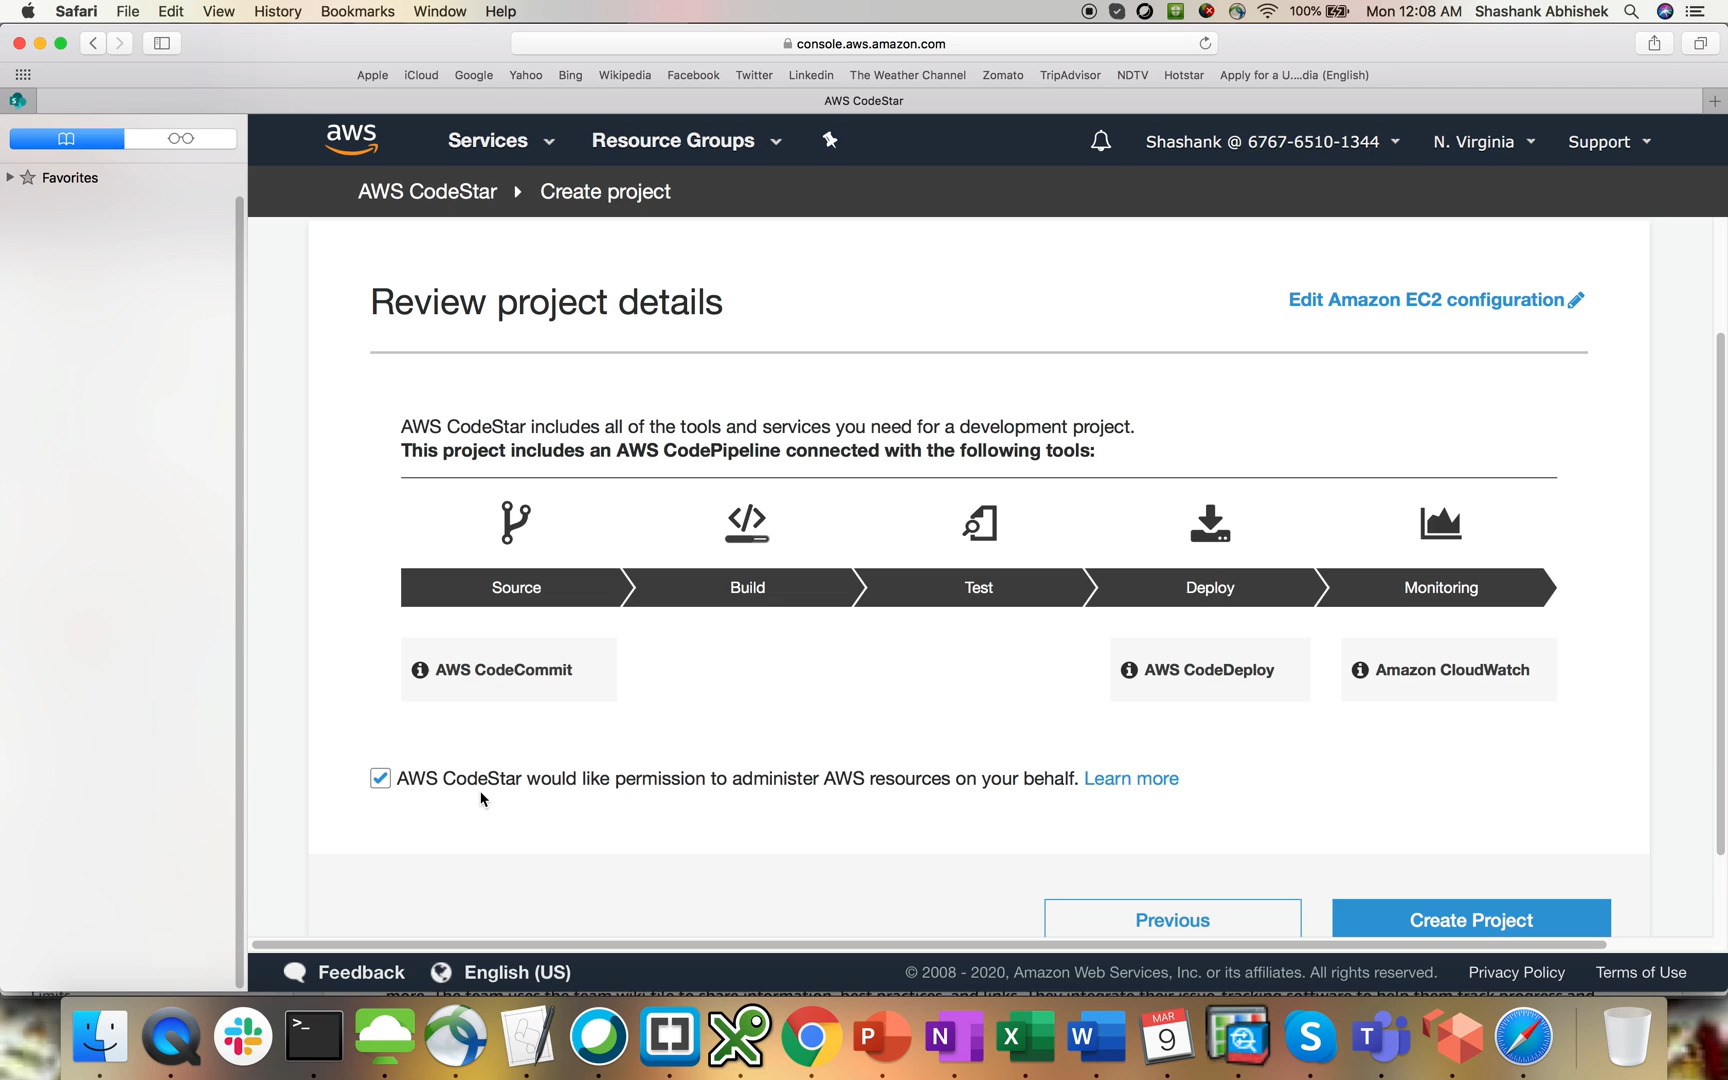 Safari File Edit View History Bookmarks Window Help 100% Mon 12:08 AM Shashank Abhishek
console.aws.amazon.com
Apple iCloud Google Yahoo Bing Wikipedia Facebook Twitter Linkedin The Weather Channel Zomato TripAdvisor NDTV Hotstar Apply for a U....dia (English)
AWS CodeStar
aws Services Resource Groups Shashank @ 6767-6510-1344 N. Virginia Support
Favorites
AWS CodeStar Create project
Review project details
Edit Amazon EC2 configuration
AWS CodeStar includes all of the tools and services you need for a development project.
This project includes an AWS CodePipeline connected with the following tools:
Source Build Test Deploy Monitoring
AWS CodeCommit AWS CodeDeploy Amazon CloudWatch
AWS CodeStar would like permission to administer AWS resources on your behalf. Learn more
Previous Create Project
Feedback English (US) © 2008 - 2020, Amazon Web Services, Inc. or its affiliates. All rights reserved. Privacy Policy Terms of Use
MAR
9